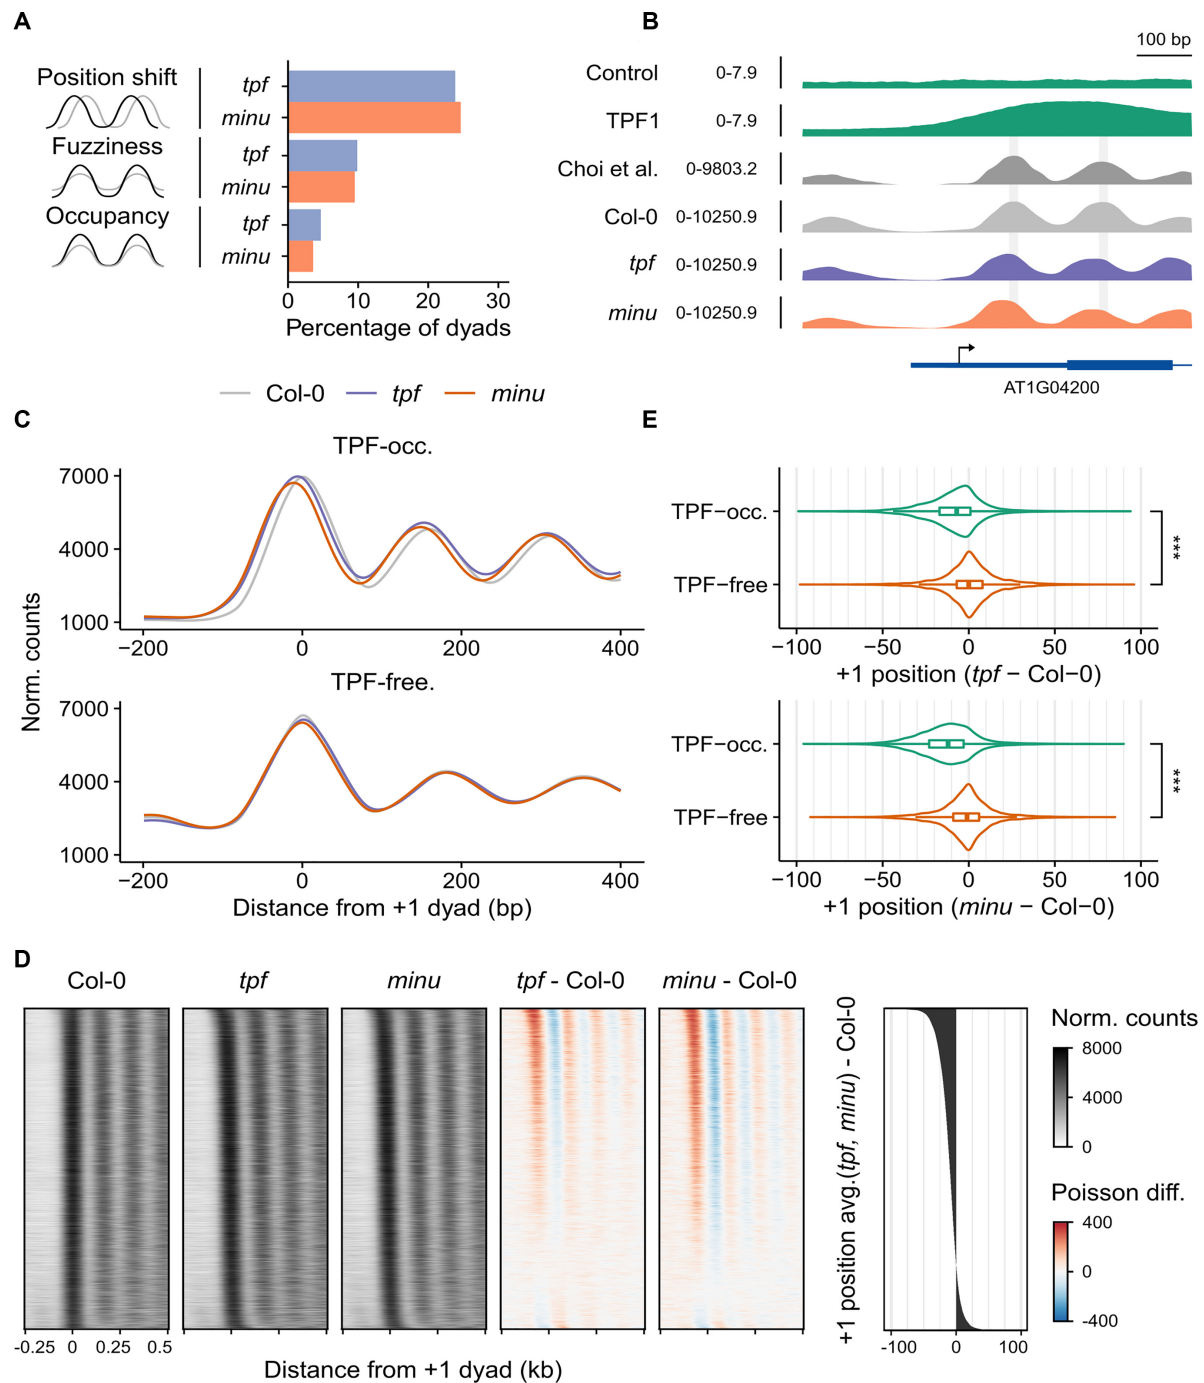 A
Position shift
Fuzziness
Occupancy
tpf
minu
tpf
minu
tpf
minu
0 10 20 30
Percentage of dyads
B
100 bp
Control 0-7.9
TPF1 0-7.9
Choi et al. 0-9803.2
Col-0 0-10250.9
tpf 0-10250.9
minu 0-10250.9
AT1G04200
Col-0 tpf minu
C
TPF-occ.
7000
4000
1000
−200 0 200 400
TPF-free.
7000
4000
1000
−200 0 200 400
Norm. counts
Distance from +1 dyad (bp)
E
TPF−occ.
TPF−free
***
−100 −50 0 50 100
+1 position (tpf − Col−0)
TPF−occ.
TPF−free
***
−100 −50 0 50 100
+1 position (minu − Col−0)
D
Col-0 tpf minu tpf - Col-0 minu - Col-0
-0.25 0 0.25 0.5
Distance from +1 dyad (kb)
+1 position avg.(tpf, minu) - Col-0
-100 0 100
Norm. counts
8000
4000
0
Poisson diff.
400
0
-400